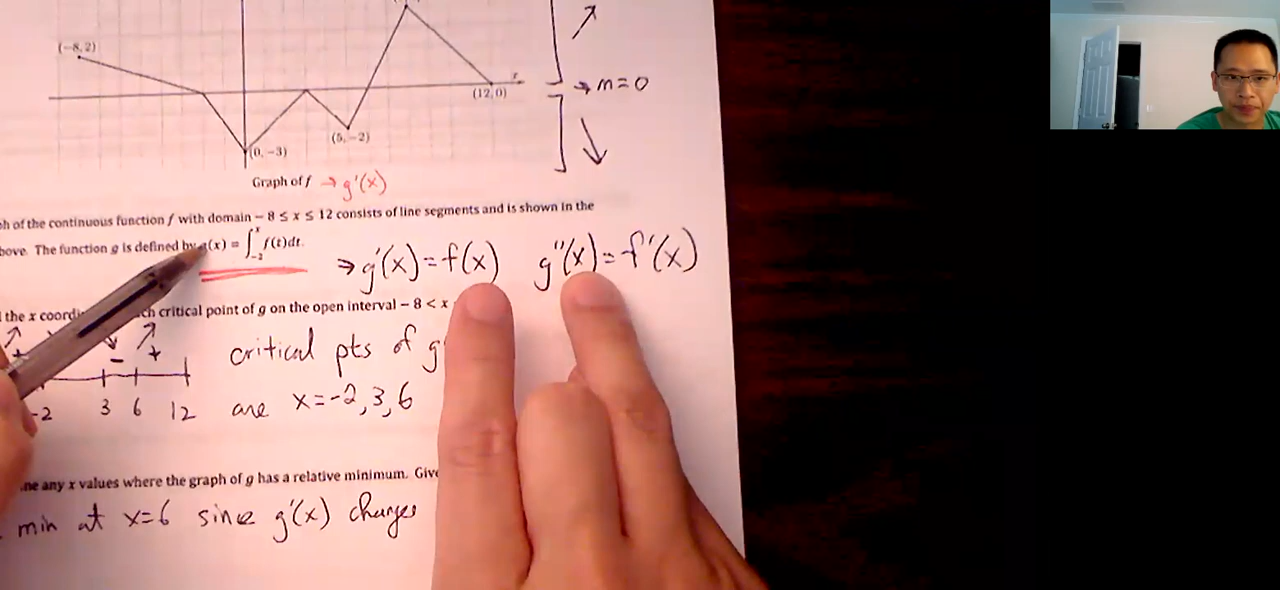 (-8, 2)
(12, 0)
→ m=0
(5, -2)
(0, -3)
Graph of f → g'(x)
of the continuous function f with domain – 8 ≤ x ≤ 12 consists of line segments and is shown in the
bove. The function g is defined by g(x) = ∫_{-2}^{x} f(t)dt.
⇒ g'(x) = f(x) g''(x) = f'(x)
the x coord ch critical point of g on the open interval – 8 < x
– +
-2 3 6 12
critical pts of g
are x = -2, 3, 6
ne any x values where the graph of g has a relative minimum. Give
min at x=6 since g'(x) changes